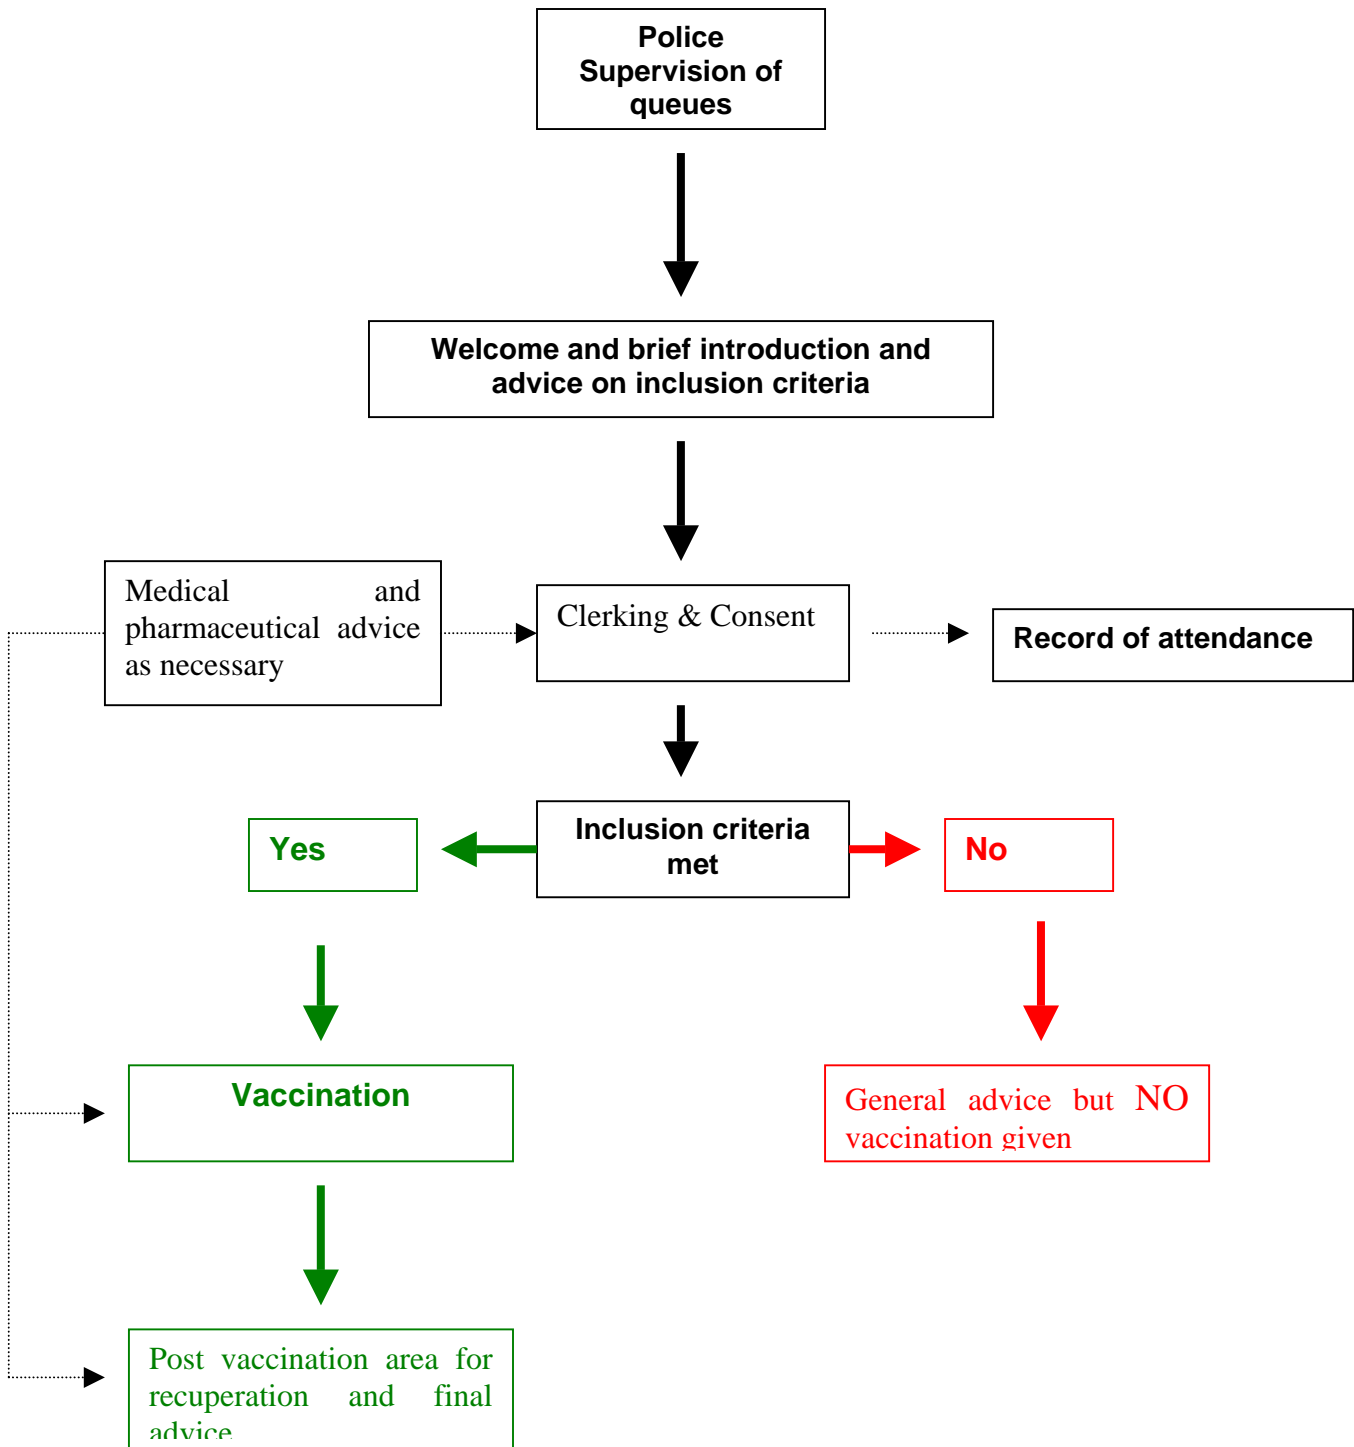 Police
Supervision of
queues
Welcome and brief introduction and
advice on inclusion criteria
Medical and
pharmaceutical advice
as necessary
Clerking & Consent
Record of attendance
Inclusion criteria
met
Yes
No
Vaccination
General advice but NO
vaccination given
Post vaccination area for
recuperation and final
advice